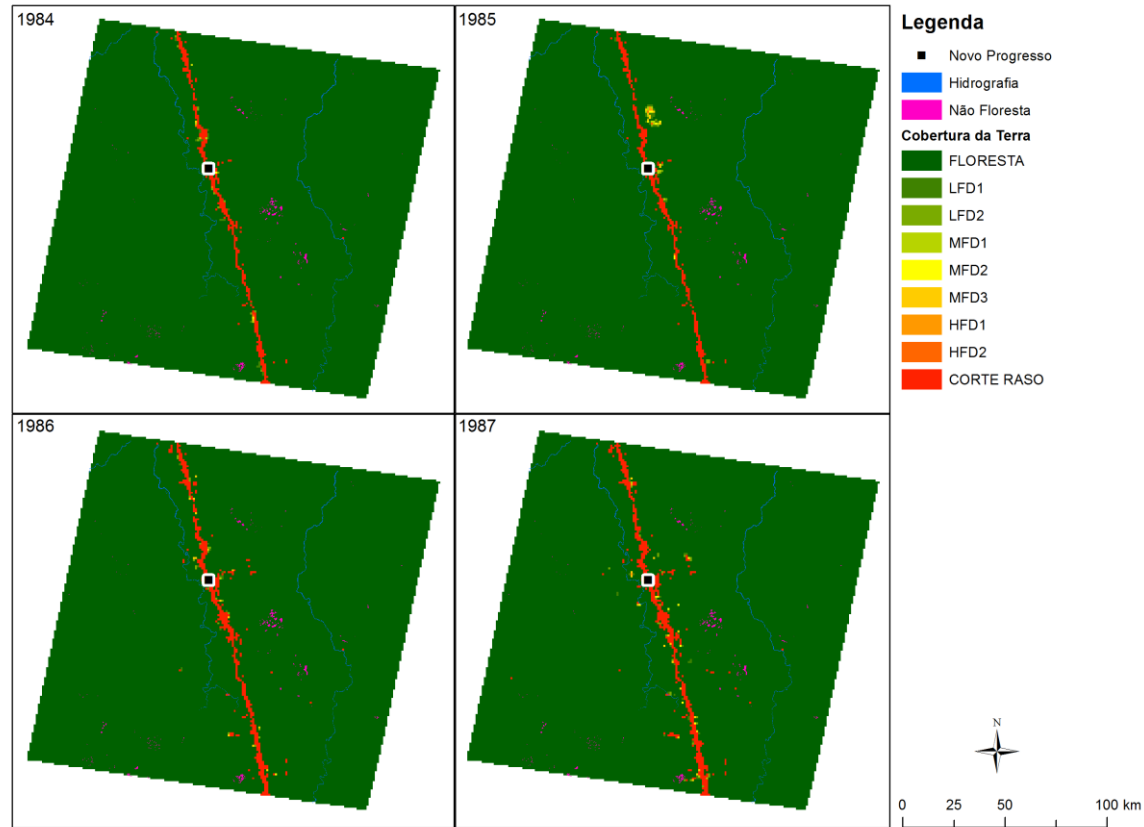 1984
1985
1986
1987
Legenda
Novo Progresso
Hidrografia
Não Floresta
Cobertura da Terra
FLORESTA
LFD1
LFD2
MFD1
MFD2
MFD3
HFD1
HFD2
CORTE RASO
N
0 25 50 100 km